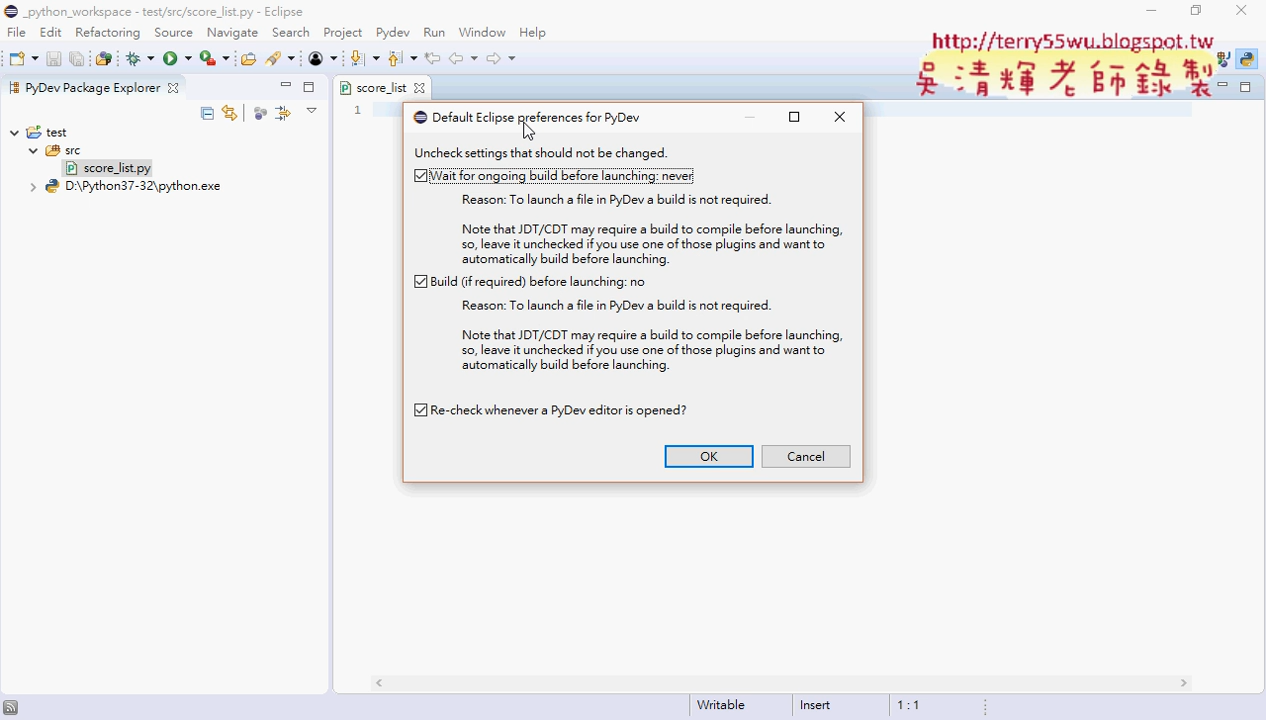 _python_workspace - test/src/score_list.py - Eclipse
File Edit Refactoring Source Navigate Search Project Pydev Run Window Help
http://terry55wu.blogspot.tw
吳清輝老師錄製
PyDev Package Explorer
score_list
1
test
src
score_list.py
D:\Python37-32\python.exe
Default Eclipse preferences for PyDev
Uncheck settings that should not be changed.
Wait for ongoing build before launching: never
Reason: To launch a file in PyDev a build is not required.
Note that JDT/CDT may require a build to compile before launching,
so, leave it unchecked if you use one of those plugins and want to
automatically build before launching.
Build (if required) before launching: no
Reason: To launch a file in PyDev a build is not required.
Note that JDT/CDT may require a build to compile before launching,
so, leave it unchecked if you use one of those plugins and want to
automatically build before launching.
Re-check whenever a PyDev editor is opened?
OK Cancel
Writable Insert 1 : 1